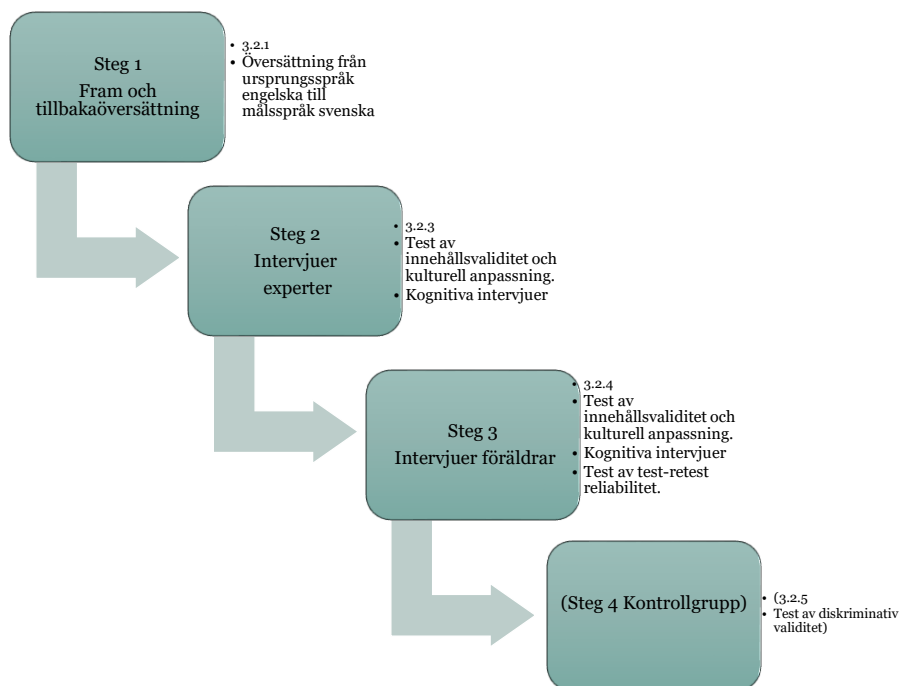 Steg 1
Fram och
tillbakaöversättning
• 3.2.1
• Översättning från
ursprungsspråk
engelska till
målsspråk svenska
Steg 2
Intervjuer
experter
• 3.2.3
• Test av
innehållsvaliditet och
kulturell anpassning.
• Kognitiva intervjuer
Steg 3
Intervjuer föräldrar
• 3.2.4
• Test av
innehållsvaliditet och
kulturell anpassning.
• Kognitiva intervjuer
• Test av test-retest
reliabilitet.
(Steg 4 Kontrollgrupp)
• (3.2.5
• Test av diskriminativ
validitet)